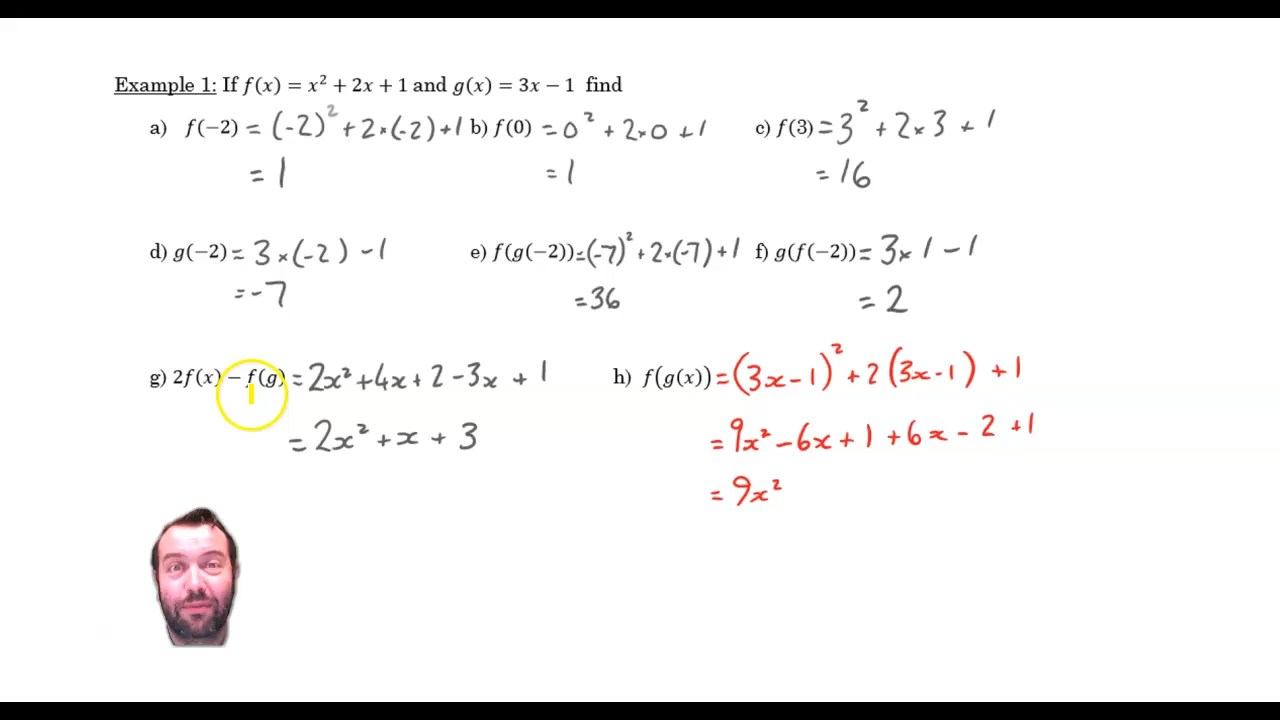 Example 1: If f(x) = x² + 2x + 1 and g(x) = 3x − 1 find
a) f(−2) = (-2)² + 2×(-2) +1 b) f(0) = 0² + 2×0 +1 c) f(3) = 3² + 2×3 + 1
= 1 = 1 = 16
d) g(−2) = 3×(-2) -1 e) f(g(−2)) = (-7)² + 2×(-7) +1 f) g(f(−2)) = 3×1 -1
= -7 = 36 = 2
g) 2f(x) − f(g) = 2x² + 4x + 2 - 3x + 1 h) f(g(x)) = (3x - 1)² + 2(3x - 1) + 1
= 2x² + x + 3 = 9x² - 6x + 1 + 6x - 2 + 1
= 9x²